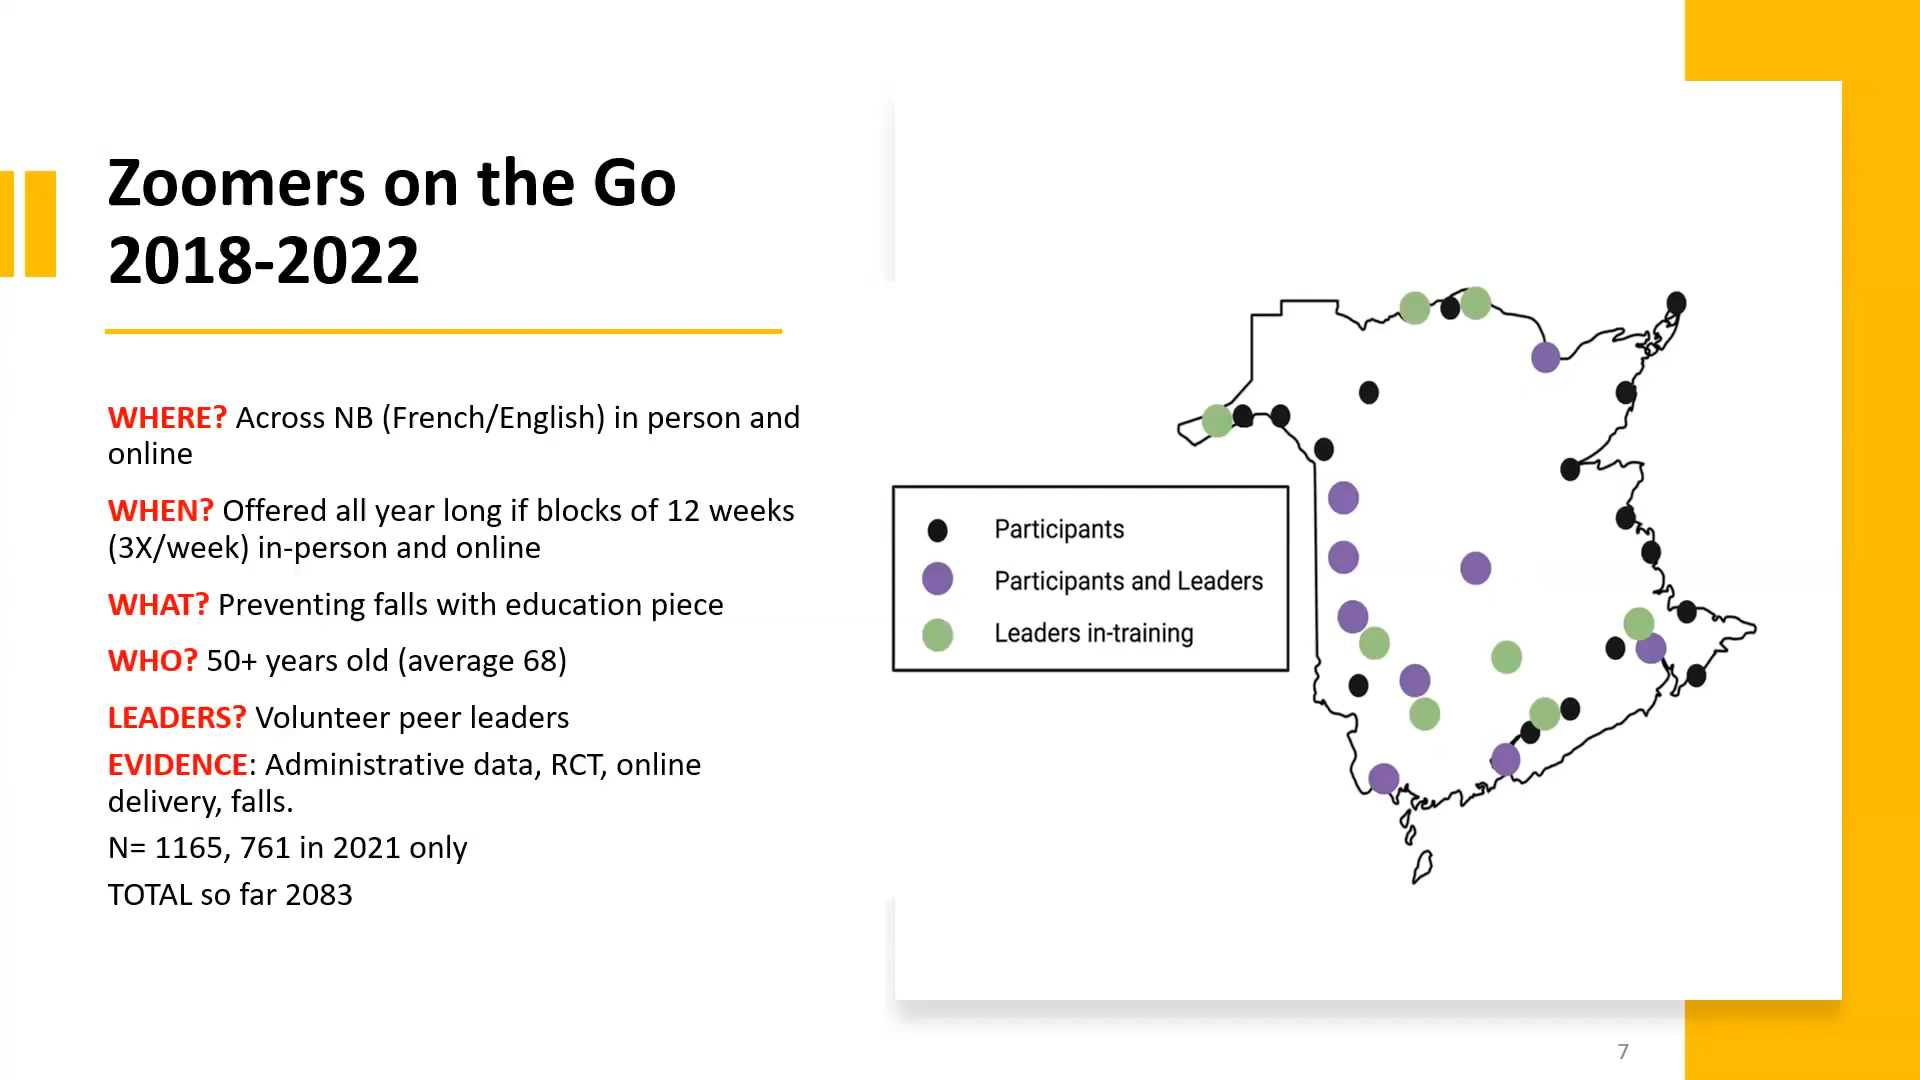 Zoomers on the Go
2018-2022
WHERE? Across NB (French/English) in person and
online
WHEN? Offered all year long if blocks of 12 weeks
(3X/week) in-person and online
WHAT? Preventing falls with education piece
WHO? 50+ years old (average 68)
LEADERS? Volunteer peer leaders
EVIDENCE: Administrative data, RCT, online
delivery, falls.
N= 1165, 761 in 2021 only
TOTAL so far 2083
Participants
Participants and Leaders
Leaders in-training
7